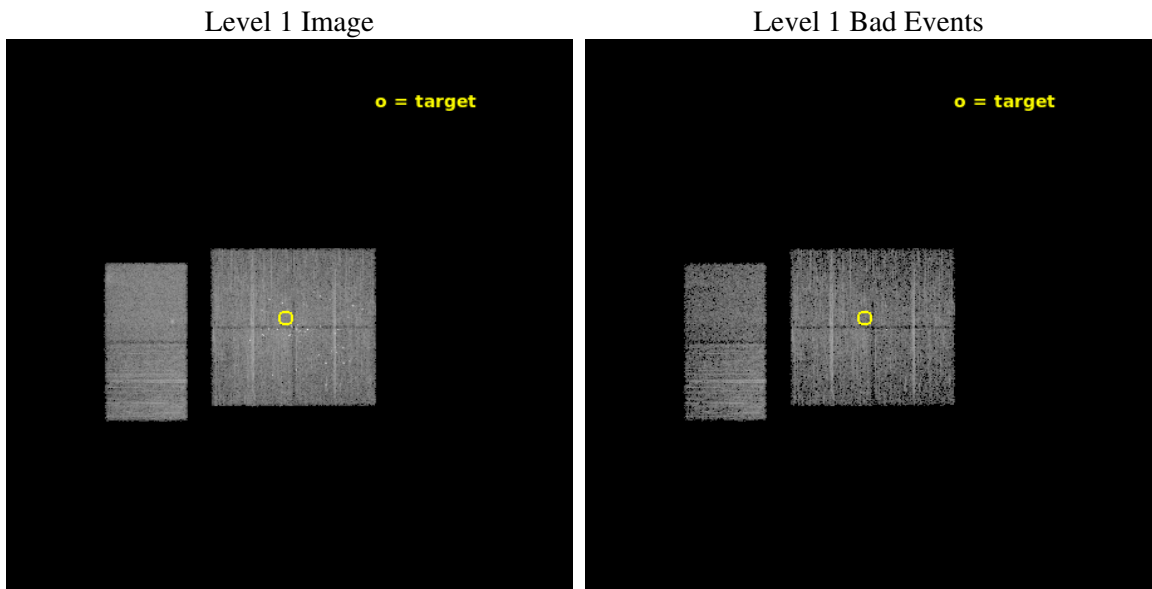 Level 1 Image
Level 1 Bad Events
o = target
o = target